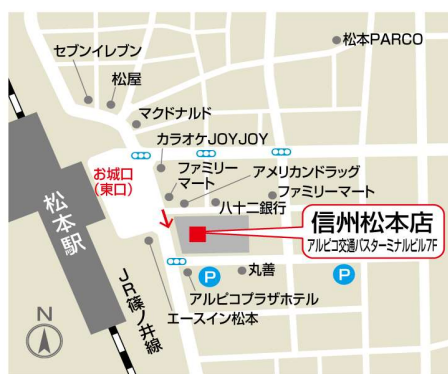 松本PARCO
セブンイレブン
松屋
マクドナルド
カラオケJOYJOY
お城口
(東口)
ファミリー
マート
アメリカンドラッグ
ファミリーマート
八十二銀行
松本駅
信州松本店
アルピコ交通バスターミナルビル7F
丸善
P
P
アルピコプラザホテル
エースイン松本
JR篠ノ井線
N